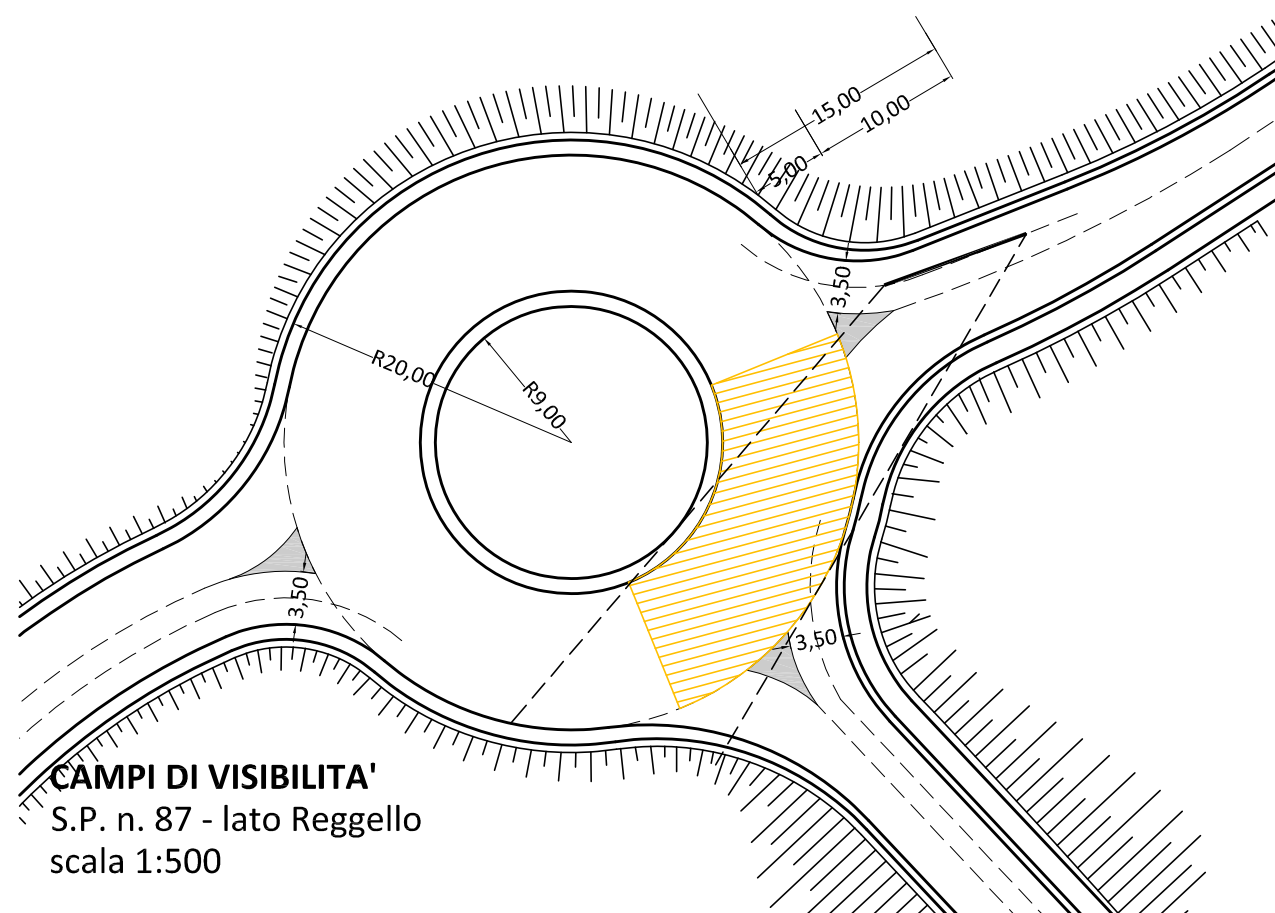 15,00
10,00
5,00
3,50
R20,00
R9,00
3,50
3,50
CAMPI DI VISIBILITA'
S.P. n. 87 - lato Reggello
scala 1:500